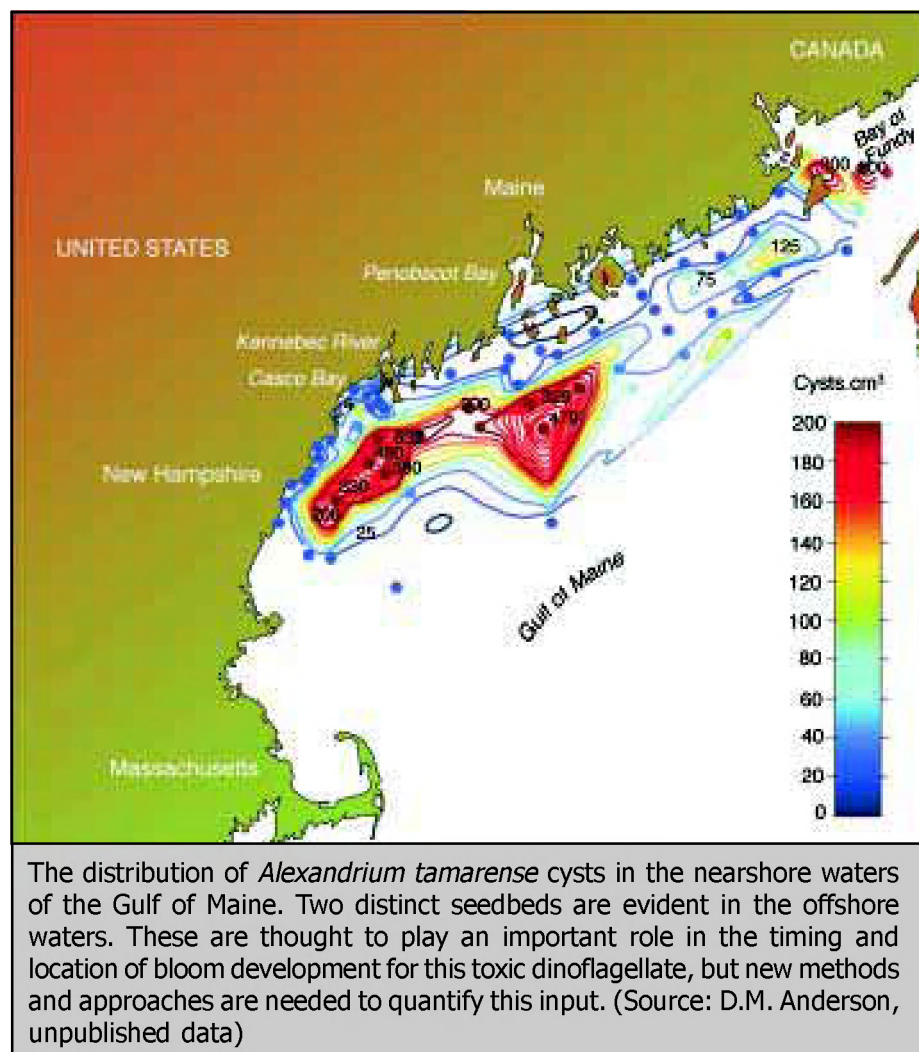 CANADA
Bay of
Fundy
200
Maine
UNITED STATES
125
Penobscot Bay
75
Kennebec River
Casco Bay
Cysts.cm³
200
180
160
140
120
100
80
60
40
20
0
470
New Hampshire
25
Gulf of Maine
Massachusetts
The distribution of Alexandrium tamarense cysts in the nearshore waters
of the Gulf of Maine. Two distinct seedbeds are evident in the offshore
waters. These are thought to play an important role in the timing and
location of bloom development for this toxic dinoflagellate, but new methods
and approaches are needed to quantify this input. (Source: D.M. Anderson,
unpublished data)